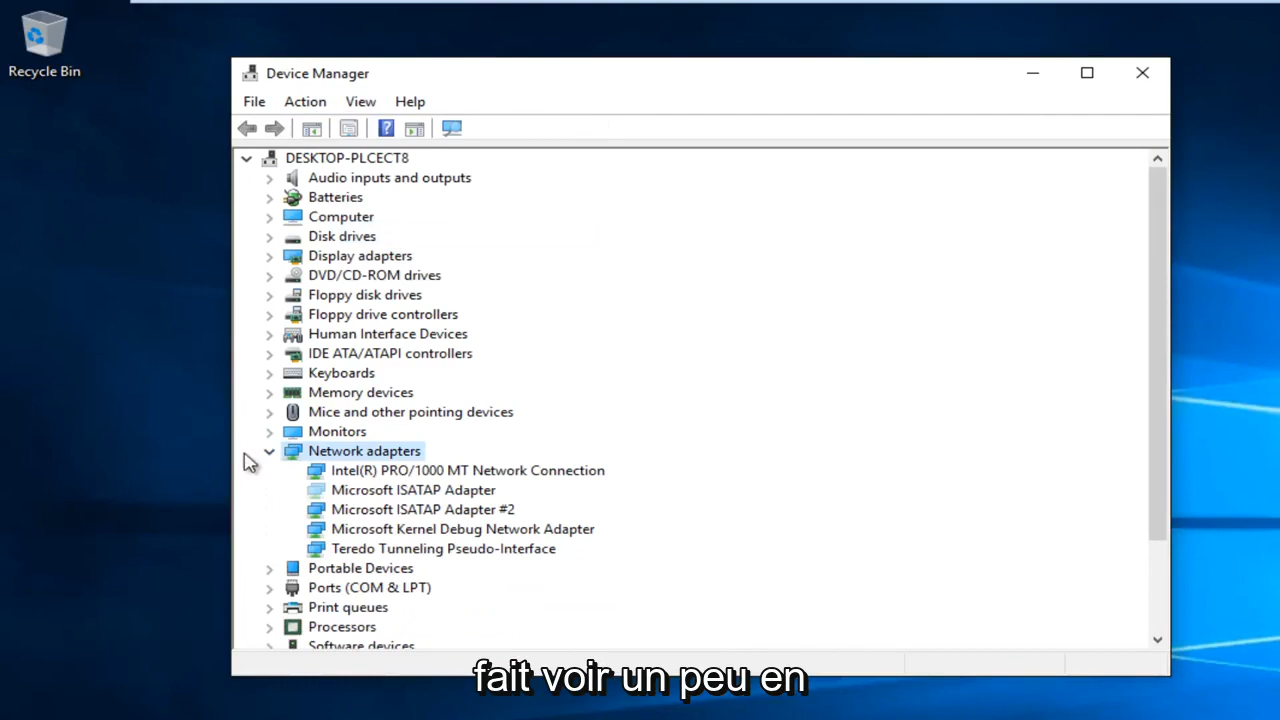 Recycle Bin
Device Manager
File Action View Help
DESKTOP-PLCECT8
Audio inputs and outputs
Batteries
Computer
Disk drives
Display adapters
DVD/CD-ROM drives
Floppy disk drives
Floppy drive controllers
Human Interface Devices
IDE ATA/ATAPI controllers
Keyboards
Memory devices
Mice and other pointing devices
Monitors
Network adapters
Intel(R) PRO/1000 MT Network Connection
Microsoft ISATAP Adapter
Microsoft ISATAP Adapter #2
Microsoft Kernel Debug Network Adapter
Teredo Tunneling Pseudo-Interface
Portable Devices
Ports (COM & LPT)
Print queues
Processors
Software devices
fait voir un peu en